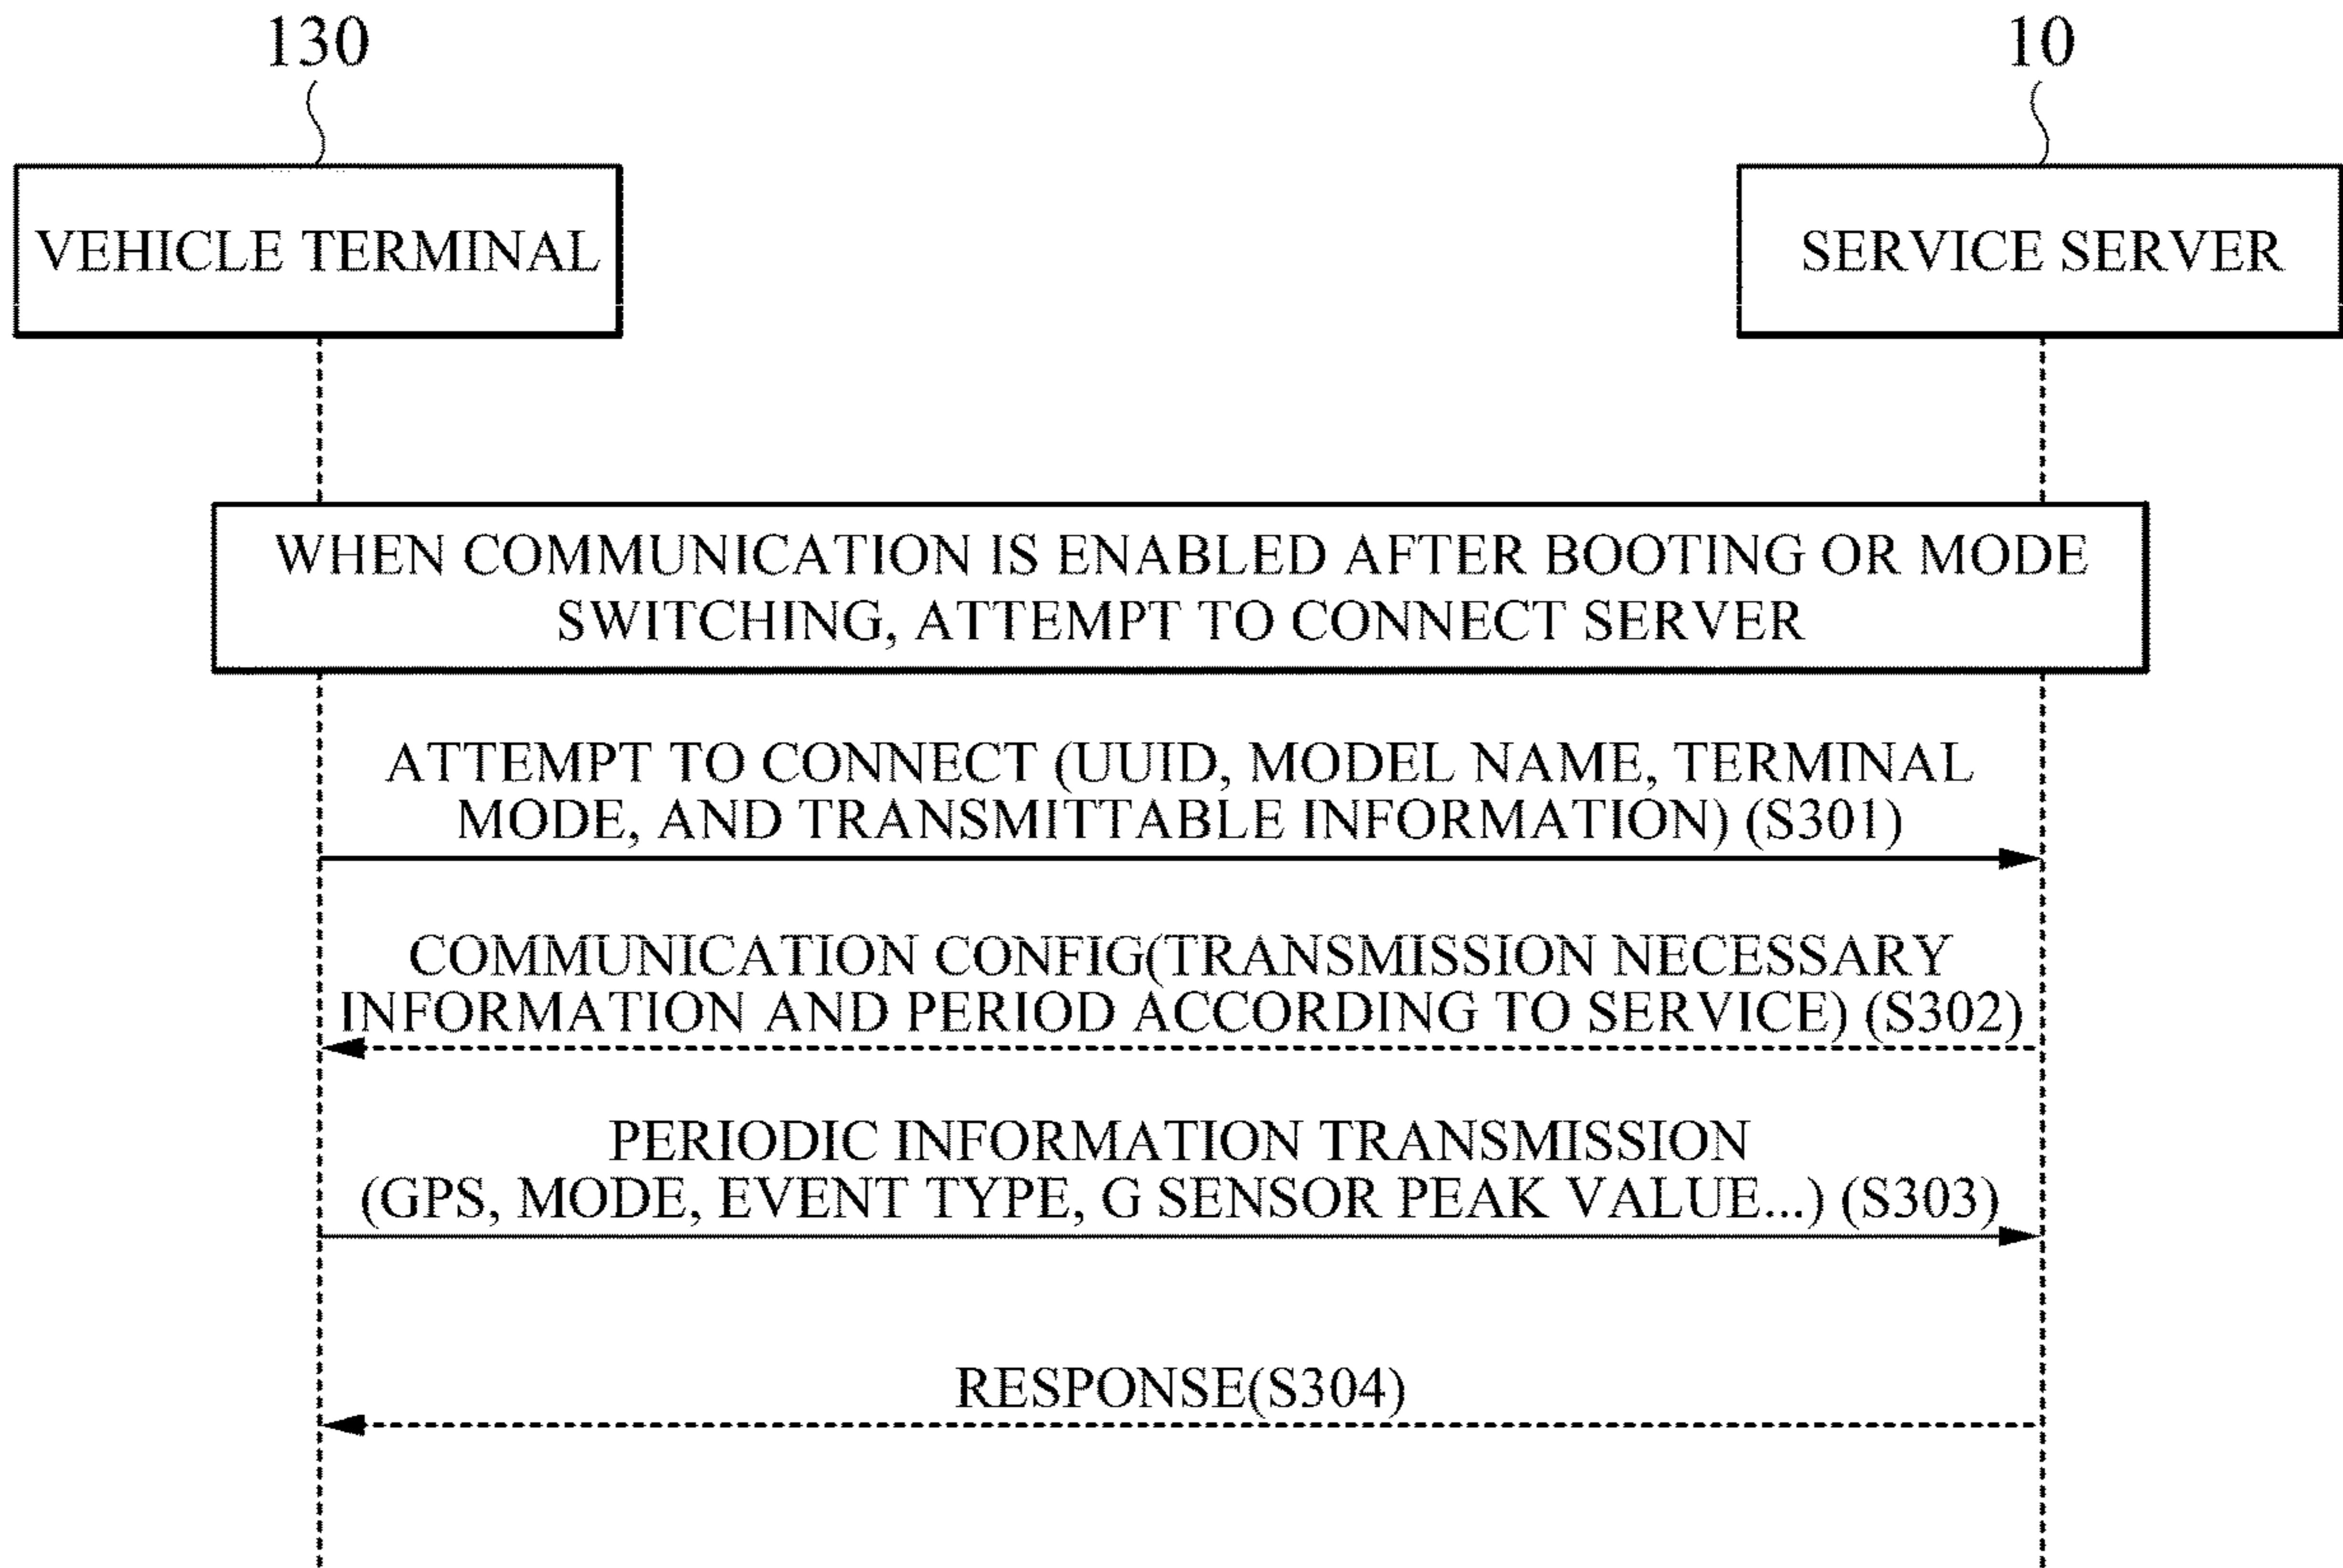 130
10
VEHICLE TERMINAL
SERVICE SERVER
WHEN COMMUNICATION IS ENABLED AFTER BOOTING OR MODE
SWITCHING, ATTEMPT TO CONNECT SERVER
ATTEMPT TO CONNECT (UUID, MODEL NAME, TERMINAL
MODE, AND TRANSMITTABLE INFORMATION) (S301)
COMMUNICATION CONFIG(TRANSMISSION NECESSARY
INFORMATION AND PERIOD ACCORDING TO SERVICE) (S302)
PERIODIC INFORMATION TRANSMISSION
(GPS, MODE, EVENT TYPE, G SENSOR PEAK VALUE...) (S303)
RESPONSE(S304)